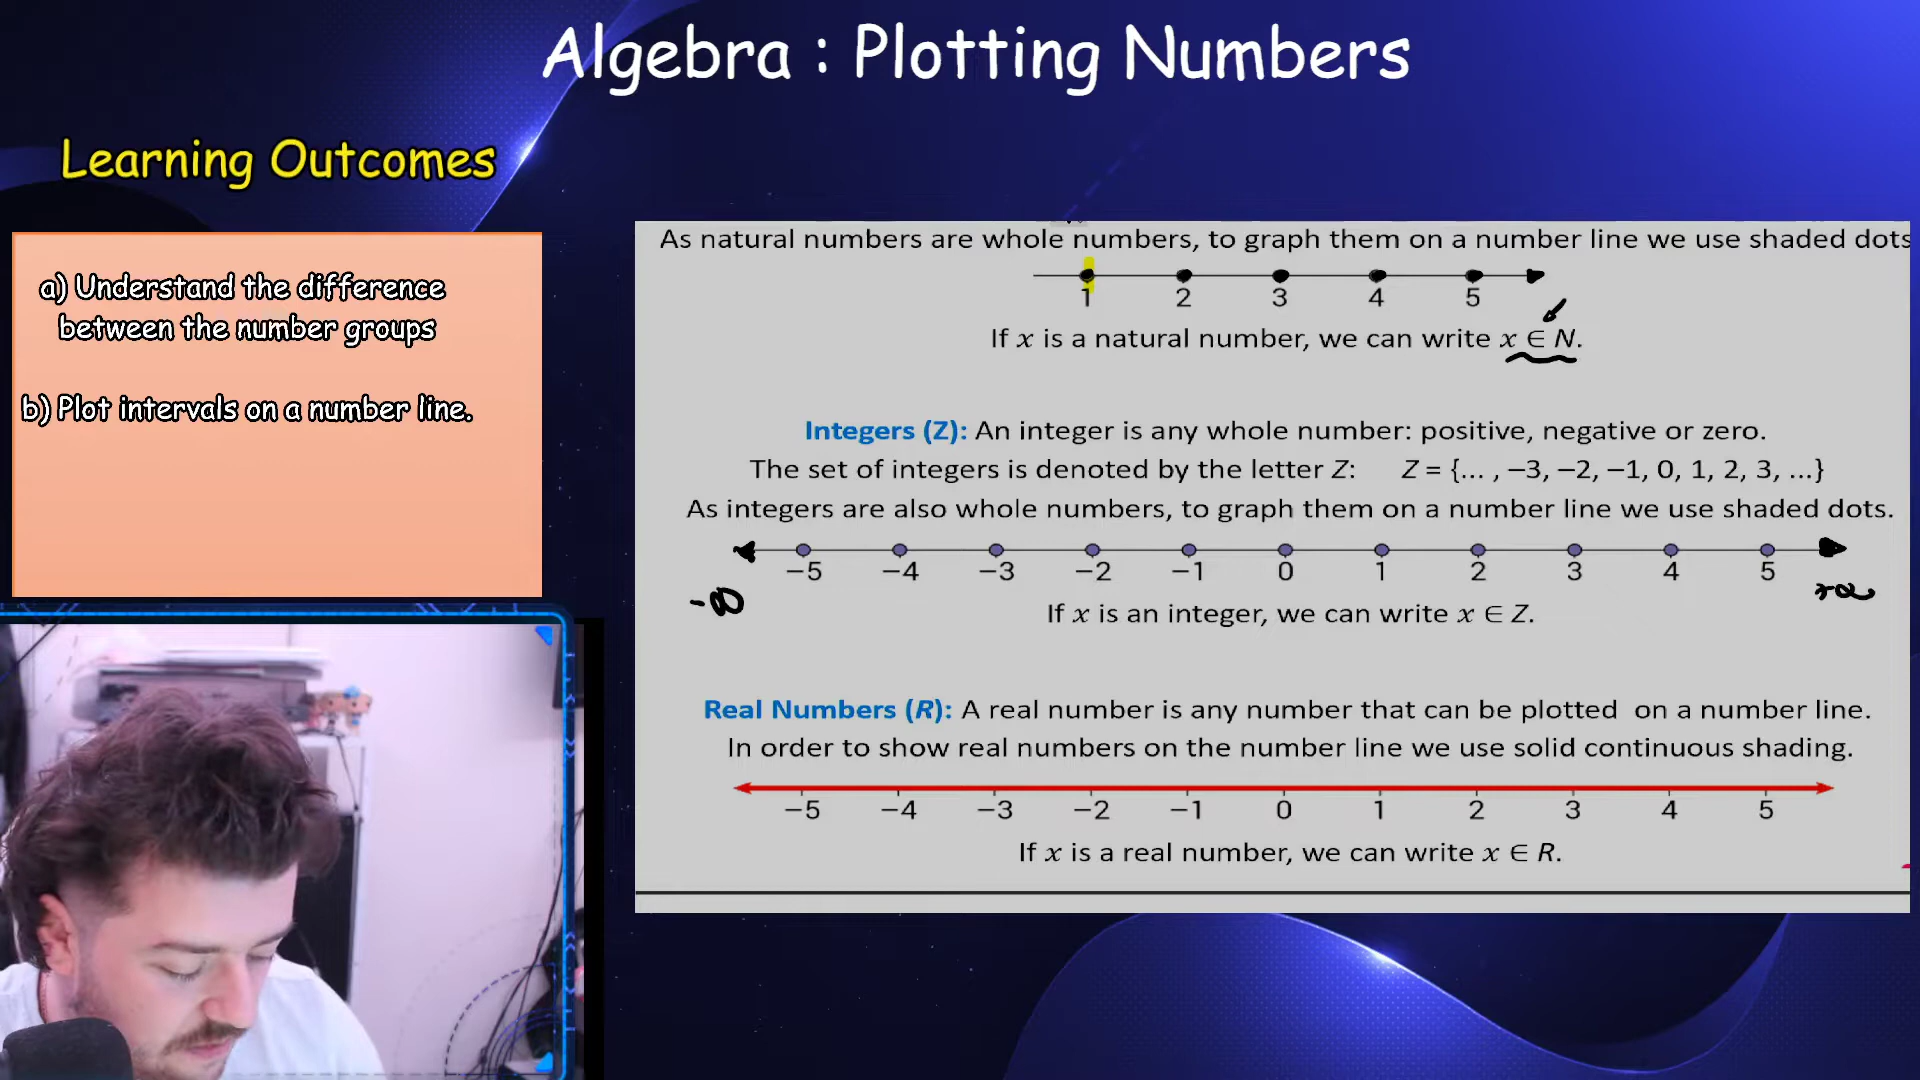 Algebra : Plotting Numbers
Learning Outcomes
a) Understand the difference
between the number groups
b) Plot intervals on a number line.
As natural numbers are whole numbers, to graph them on a number line we use shaded dots
1 2 3 4 5
If x is a natural number, we can write x ∈ N.
Integers (Z): An integer is any whole number: positive, negative or zero.
The set of integers is denoted by the letter Z: Z = {... , −3, −2, −1, 0, 1, 2, 3, ...}
As integers are also whole numbers, to graph them on a number line we use shaded dots.
−5 −4 −3 −2 −1 0 1 2 3 4 5
-∞ +∞
If x is an integer, we can write x ∈ Z.
Real Numbers (R): A real number is any number that can be plotted on a number line.
In order to show real numbers on the number line we use solid continuous shading.
−5 −4 −3 −2 −1 0 1 2 3 4 5
If x is a real number, we can write x ∈ R.